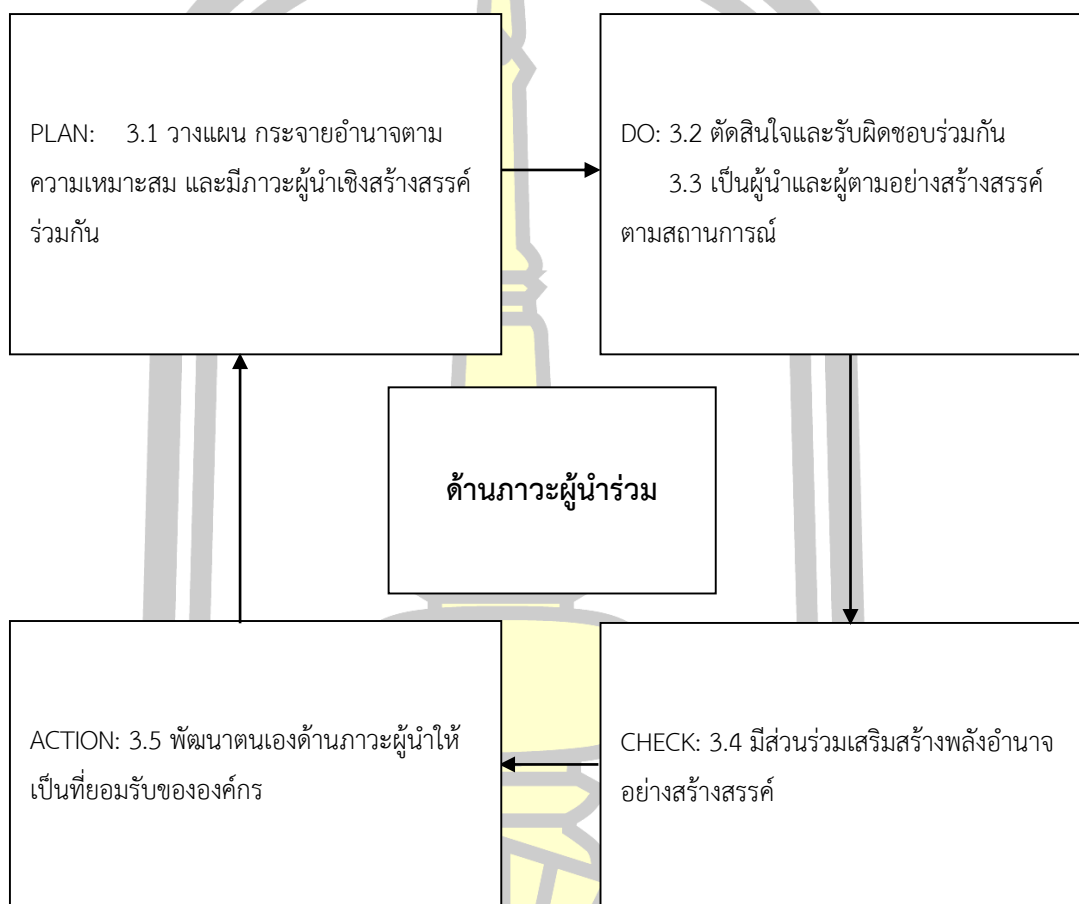 PLAN: 3.1 วางแผน กระจายอำนาจตาม
ความเหมาะสม และมีภาวะผู้นำเชิงสร้างสรรค์
ร่วมกัน
DO: 3.2 ตัดสินใจและรับผิดชอบร่วมกัน
3.3 เป็นผู้นำและผู้ตามอย่างสร้างสรรค์
ตามสถานการณ์
ด้านภาวะผู้นำร่วม
ACTION: 3.5 พัฒนาตนเองด้านภาวะผู้นำให้
เป็นที่ยอมรับขององค์กร
CHECK: 3.4 มีส่วนร่วมเสริมสร้างพลังอำนาจ
อย่างสร้างสรรค์